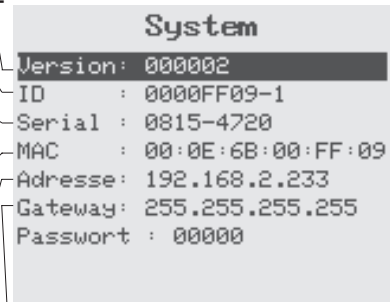 System
Version: 000002
ID : 0000FF09-1
Serial : 0815-4720
MAC : 00:0E:6B:00:FF:09
Adresse: 192.168.2.233
Gateway: 255.255.255.255
Passwort : 00000